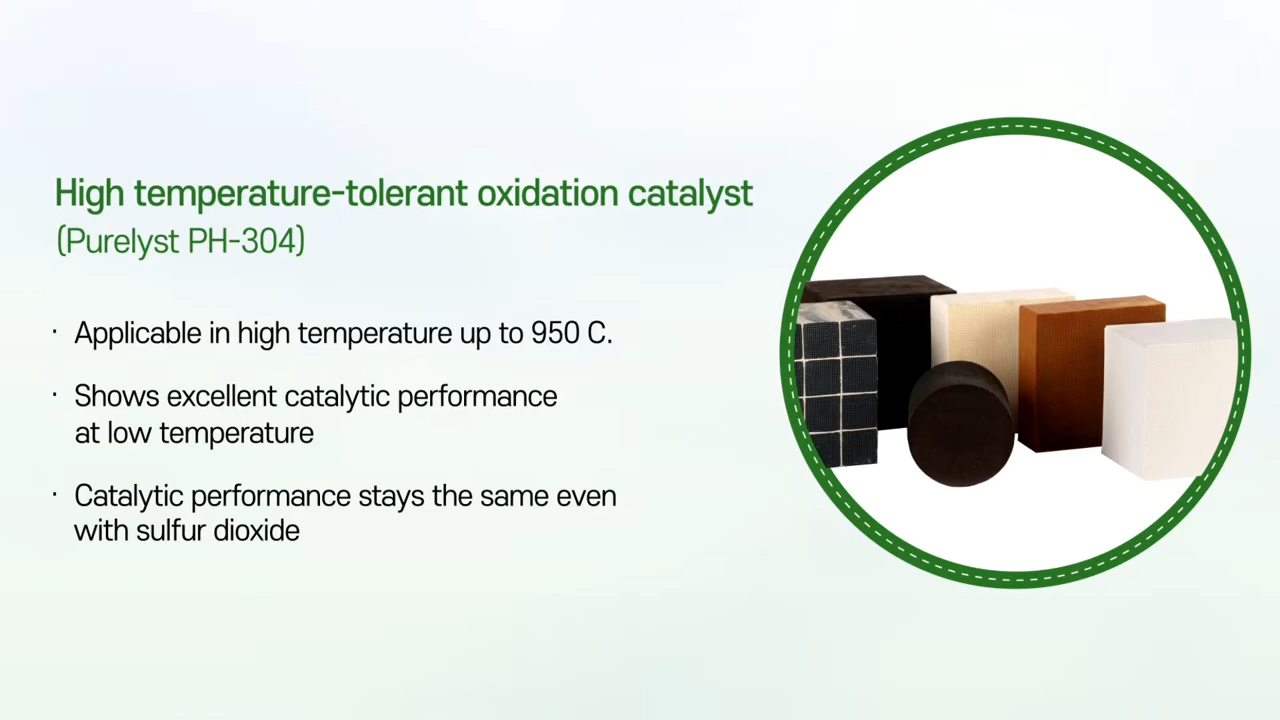 High temperature-tolerant oxidation catalyst
(Purelyst PH-304)
· Applicable in high temperature up to 950 C.
· Shows excellent catalytic performance
at low temperature
· Catalytic performance stays the same even
with sulfur dioxide